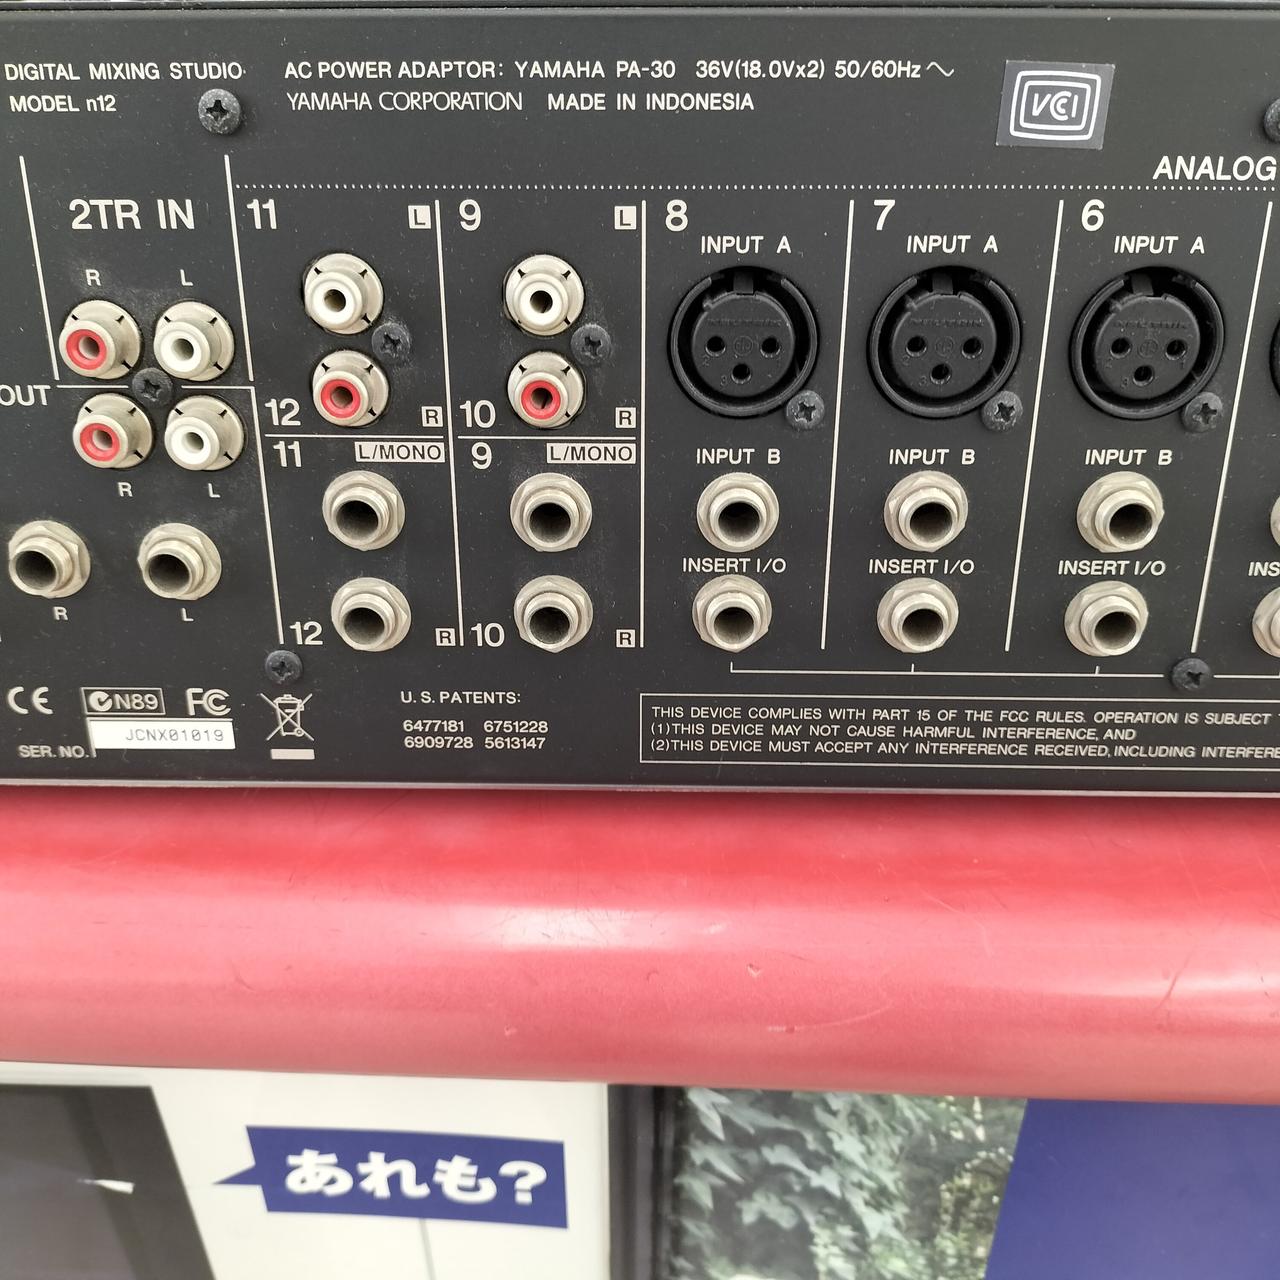 DIGITAL MIXING STUDIO
MODEL n12
AC POWER ADAPTOR: YAMAHA PA-30 36V(18.0Vx2) 50/60Hz
YAMAHA CORPORATION MADE IN INDONESIA
VCI
ANALOG
2TR IN
R L
OUT
R L
R L
11 L
12 R
11 L/MONO
12 R
9 L
10 R
9 L/MONO
10 R
8
INPUT A
INPUT B
INSERT I/O
7
INPUT A
INPUT B
INSERT I/O
6
INPUT A
INPUT B
INSERT I/O
INS
CE N89 FC
SER. NO. JCNX01019
U.S. PATENTS:
6477181 6751228
6909728 5613147
THIS DEVICE COMPLIES WITH PART 15 OF THE FCC RULES. OPERATION IS SUBJECT
(1)THIS DEVICE MAY NOT CAUSE HARMFUL INTERFERENCE, AND
(2)THIS DEVICE MUST ACCEPT ANY INTERFERENCE RECEIVED, INCLUDING INTERFERE
あれも?